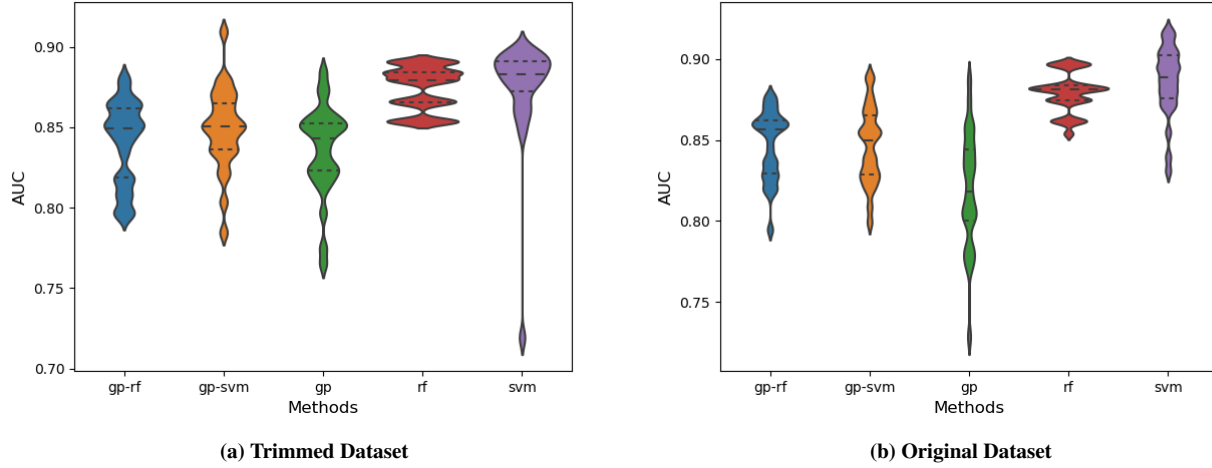 0.90
0.85
0.80
0.75
0.70
AUC
gp-rf
gp-svm
gp
rf
svm
Methods
(a) Trimmed Dataset
0.90
0.85
0.80
0.75
AUC
gp-rf
gp-svm
gp
rf
svm
Methods
(b) Original Dataset